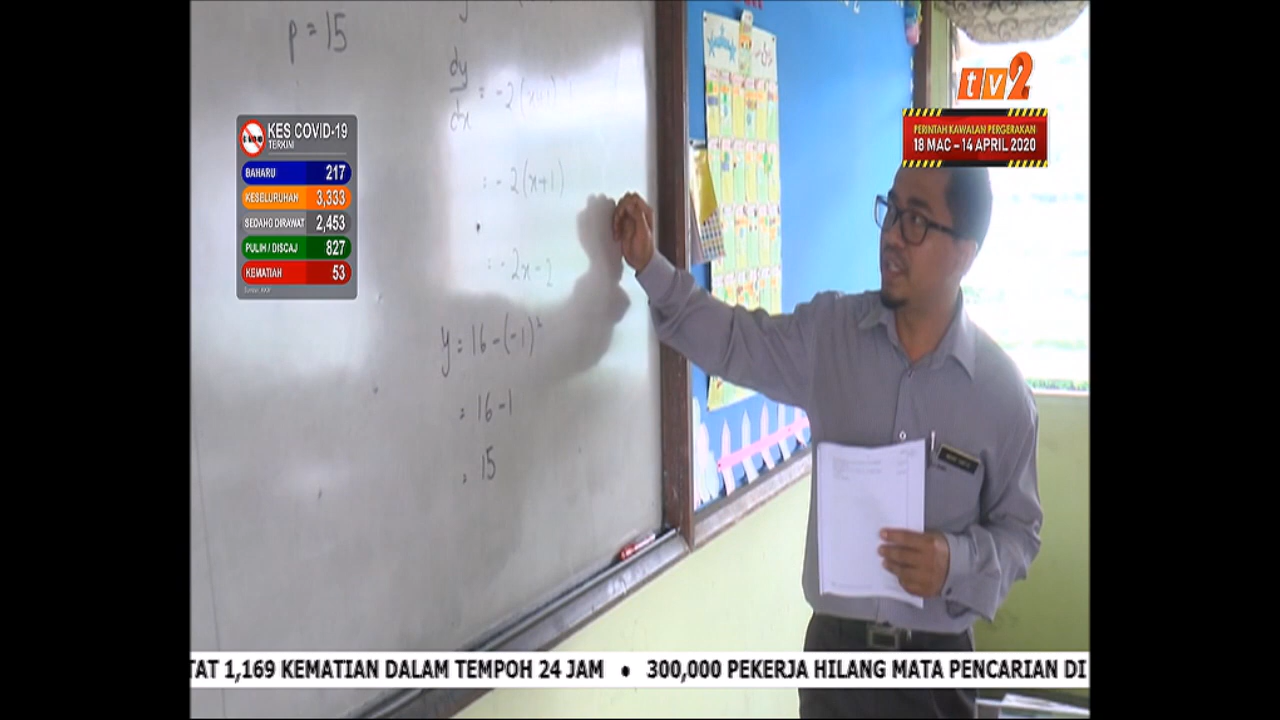 p = 15
dy
dx
= -2(x+1)
= -2(x+1)
= -2x-2
y = 16-(-1)²
= 16-1
= 15
tv2
PERINTAH KAWALAN PERGERAKAN
18 MAC – 14 APRIL 2020
KES COVID-19
TERKINI
BAHARU 217
KESELURUHAN 3,333
SEDANG DIRAWAT 2,453
PULIH / DISCAJ 827
KEMATIAN 53
TAT 1,169 KEMATIAN DALAM TEMPOH 24 JAM • 300,000 PEKERJA HILANG MATA PENCARIAN DI